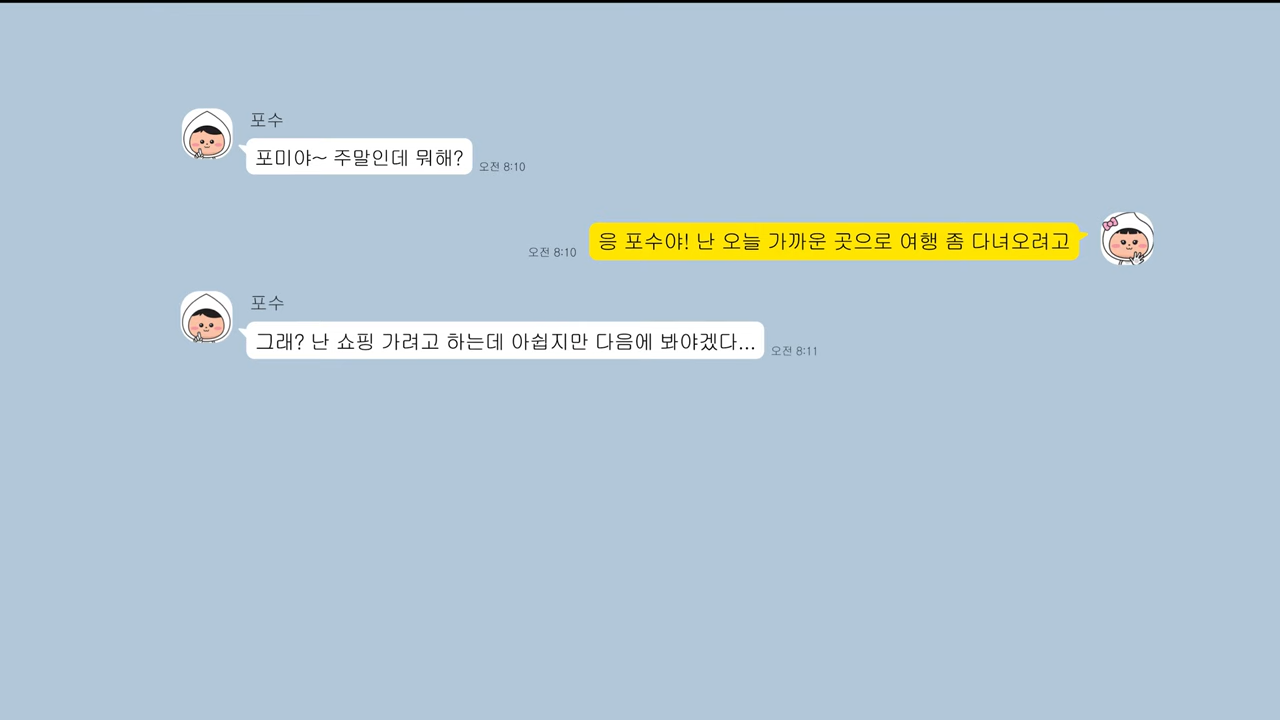 포수
포미야~ 주말인데 뭐해?
오전 8:10
응 포수야! 난 오늘 가까운 곳으로 여행 좀 다녀오려고
오전 8:10
포수
그래? 난 쇼핑 가려고 하는데 아쉽지만 다음에 봐야겠다...
오전 8:11